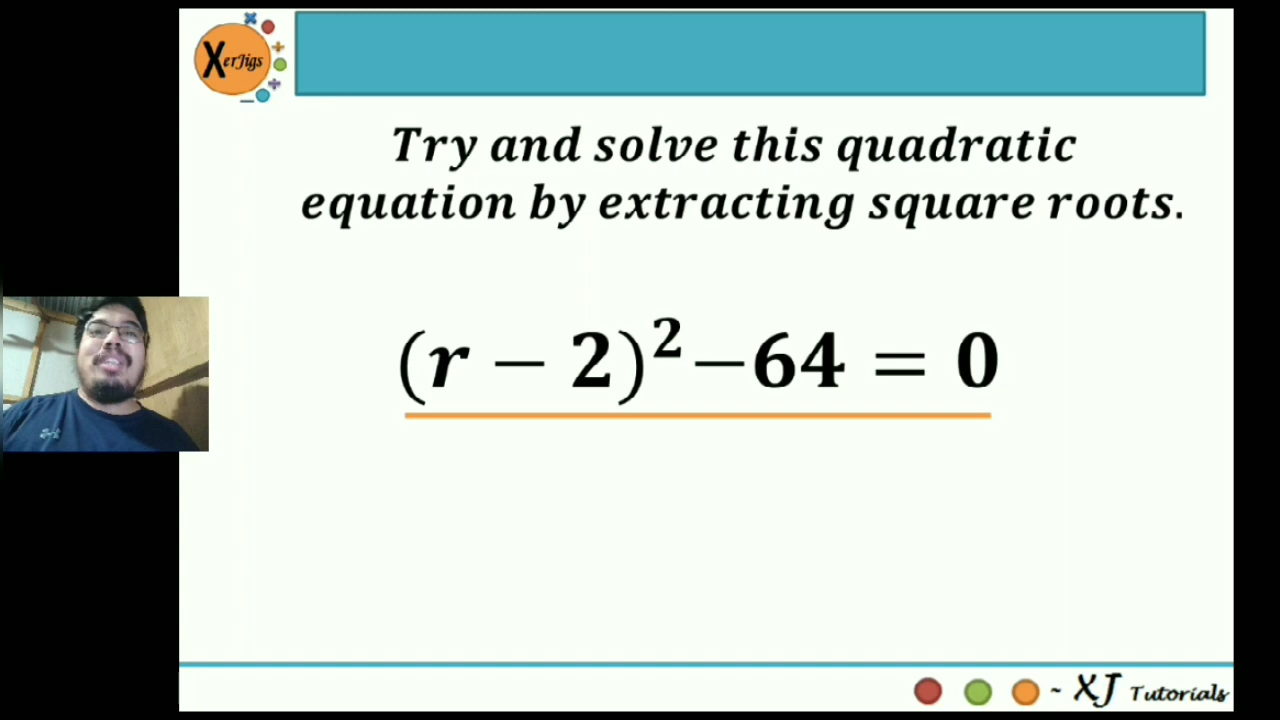 XerJigs
Try and solve this quadratic
equation by extracting square roots.
(r − 2)² −64 = 0
~ XJ Tutorials